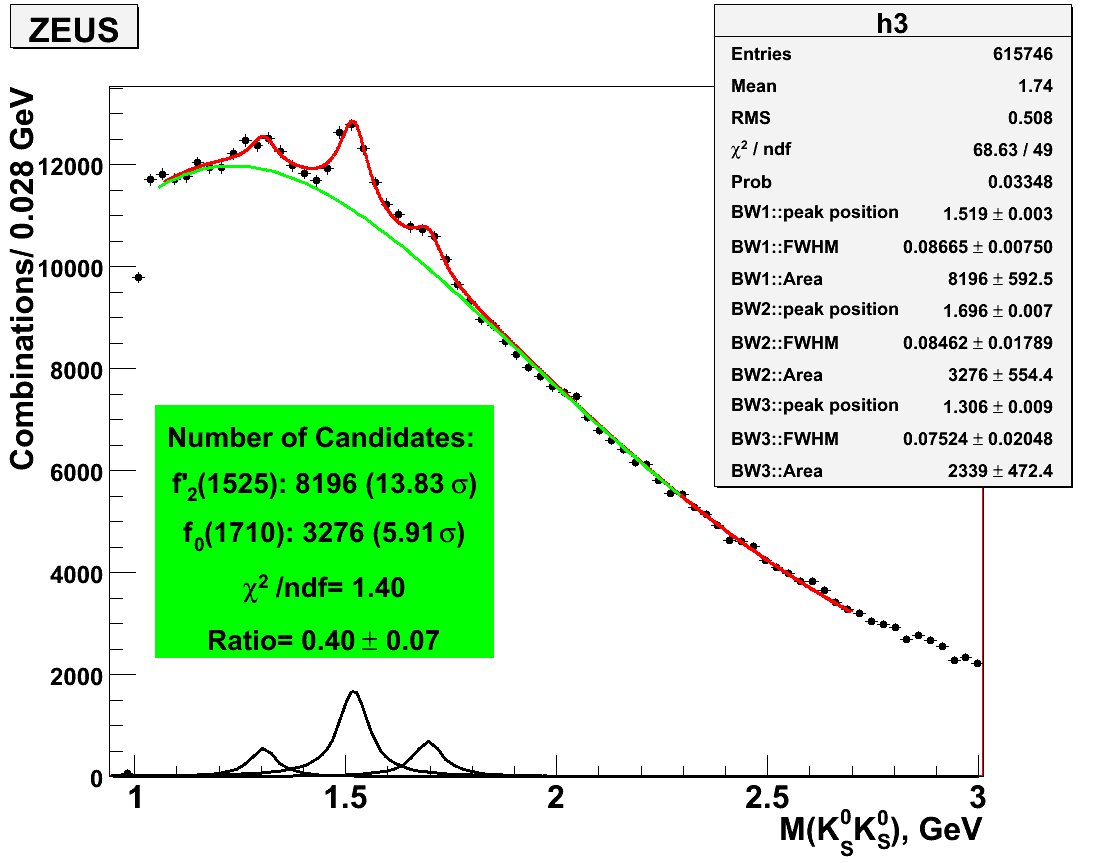 ZEUS
h3
Entries 615746
Mean 1.74
RMS 0.508
χ² / ndf 68.63 / 49
Prob 0.03348
BW1::peak position 1.519 ± 0.003
BW1::FWHM 0.08665 ± 0.00750
BW1::Area 8196 ± 592.5
BW2::peak position 1.696 ± 0.007
BW2::FWHM 0.08462 ± 0.01789
BW2::Area 3276 ± 554.4
BW3::peak position 1.306 ± 0.009
BW3::FWHM 0.07524 ± 0.02048
BW3::Area 2339 ± 472.4
Combinations/ 0.028 GeV
12000
10000
8000
6000
4000
2000
0
Number of Candidates:
f'₂(1525): 8196 (13.83 σ)
f₀(1710): 3276 (5.91 σ)
χ² /ndf= 1.40
Ratio= 0.40 ± 0.07
1 1.5 2 2.5 3
M(K⁰_S K⁰_S), GeV